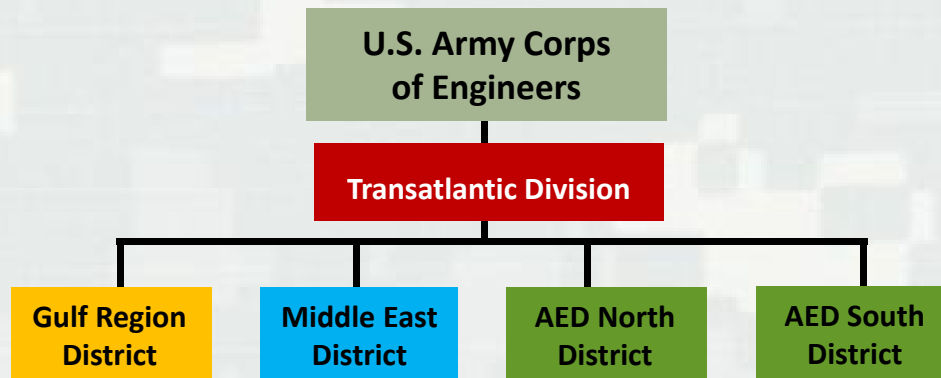 U.S. Army Corps
of Engineers
Transatlantic Division
Gulf Region
District
Middle East
District
AED North
District
AED South
District